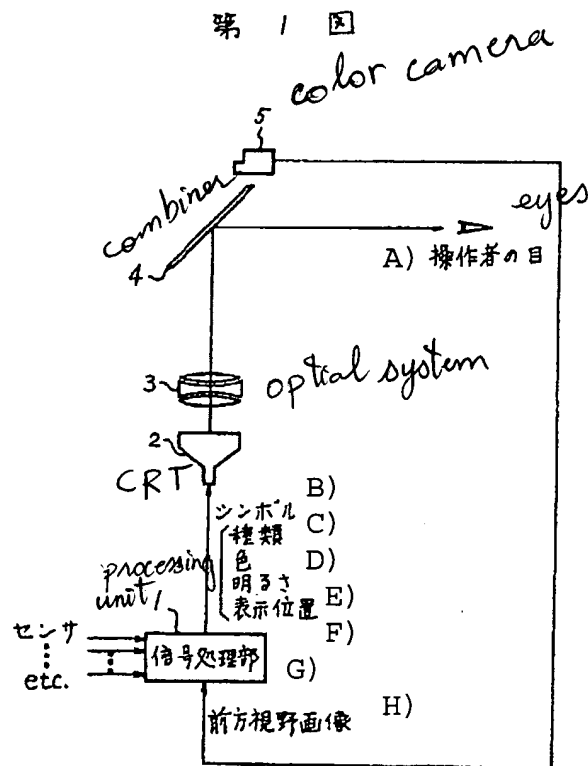 第 1 図
color camera
5
combiner
eyes
4
A) 操作者の目
3
optial system
2
CRT
B)
シンボル
種類 C)
色 D)
明るさ
表示位置 E)
F)
processing
unit 1
センサ
信号処理部
G)
etc.
前方視野画像 H)